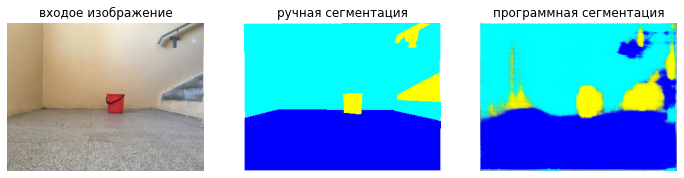 входое изображение
ручная сегментация
программная сегментация